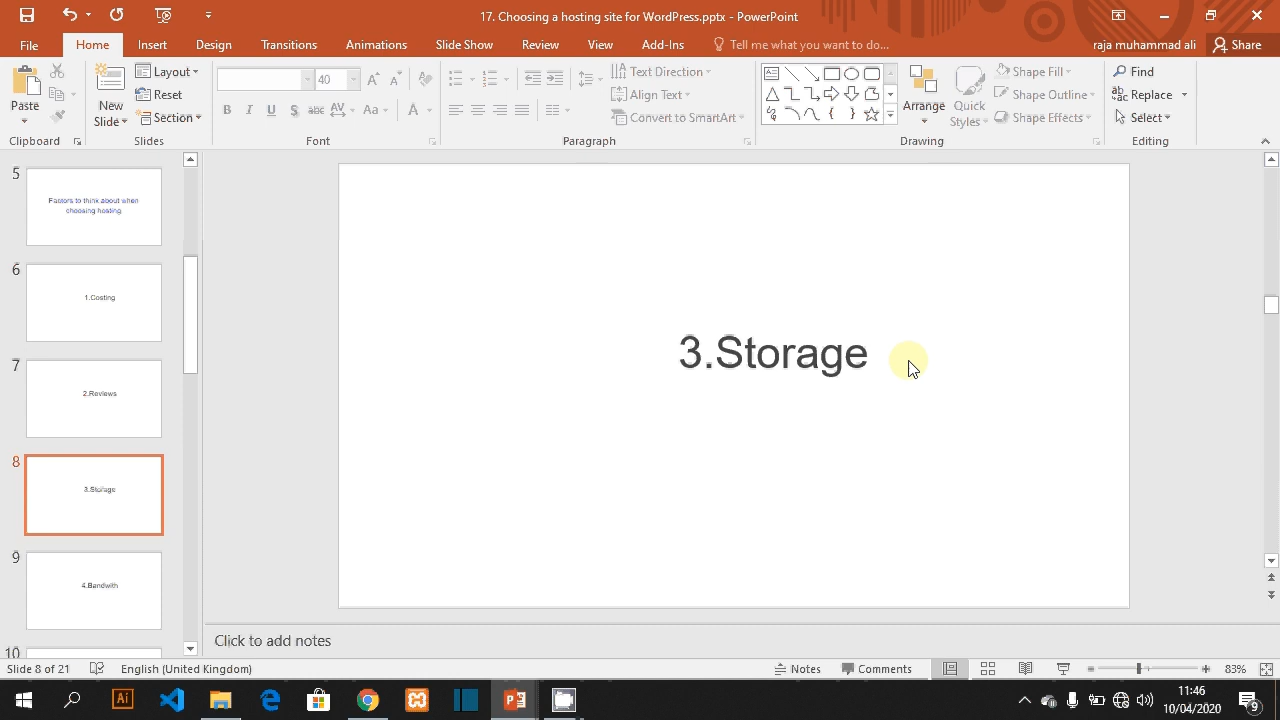 17. Choosing a hosting site for WordPress.pptx - PowerPoint
File Home Insert Design Transitions Animations Slide Show Review View Add-Ins Tell me what you want to do... raja muhammad ali Share
Paste
Clipboard
New Slide
Layout
Reset
Section
Slides
40
B I U S abc AV Aa A
Font
Text Direction
Align Text
Convert to SmartArt
Paragraph
Arrange
Quick Styles
Shape Fill
Shape Outline
Shape Effects
Drawing
Find
Replace
Select
Editing
5
Factors to think about when
choosing hosting
6
1.Costing
7
2.Reviews
8
3.Storage
9
4.Bandwith
10
3.Storage
Click to add notes
Slide 8 of 21 English (United Kingdom) Notes Comments 83%
Ai
11:46
10/04/2020
9